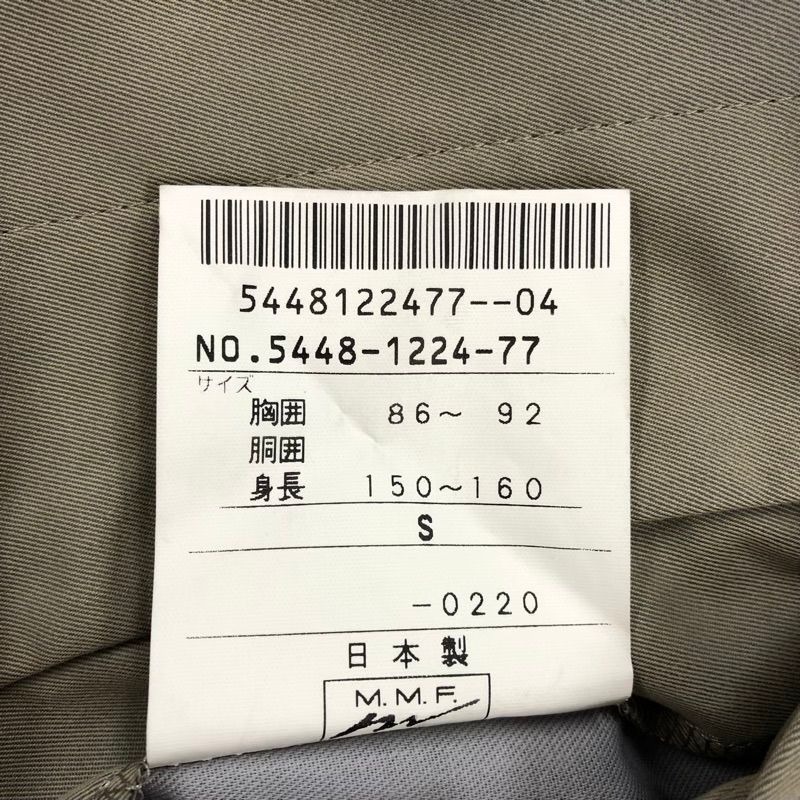 5448122477--04
NO.5448-1224-77
サイズ
胸囲 86～ 92
胴囲
身長 150～160
S
-0220
日本製
M.M.F.